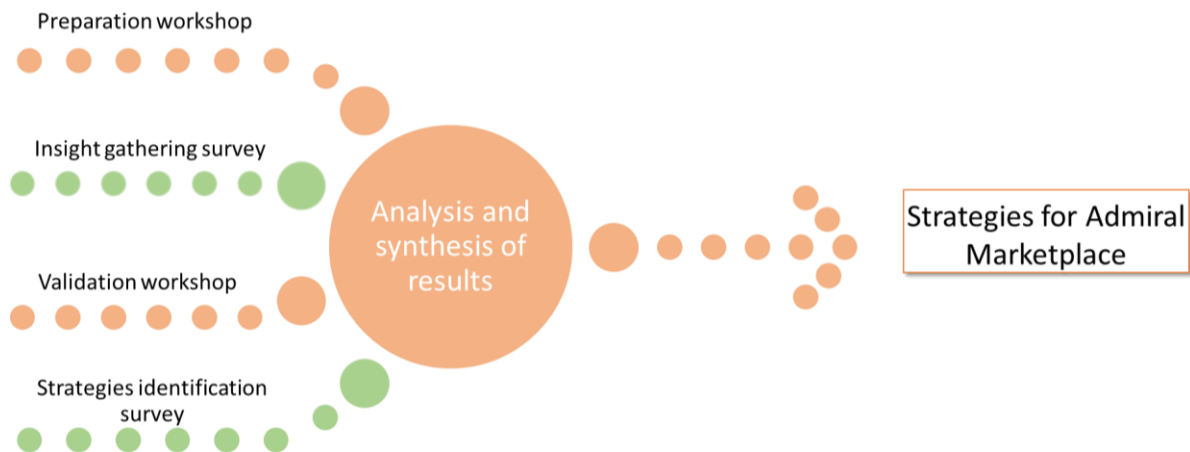 Preparation workshop
Insight gathering survey
Validation workshop
Strategies identification
survey
Analysis and
synthesis of
results
Strategies for Admiral
Marketplace